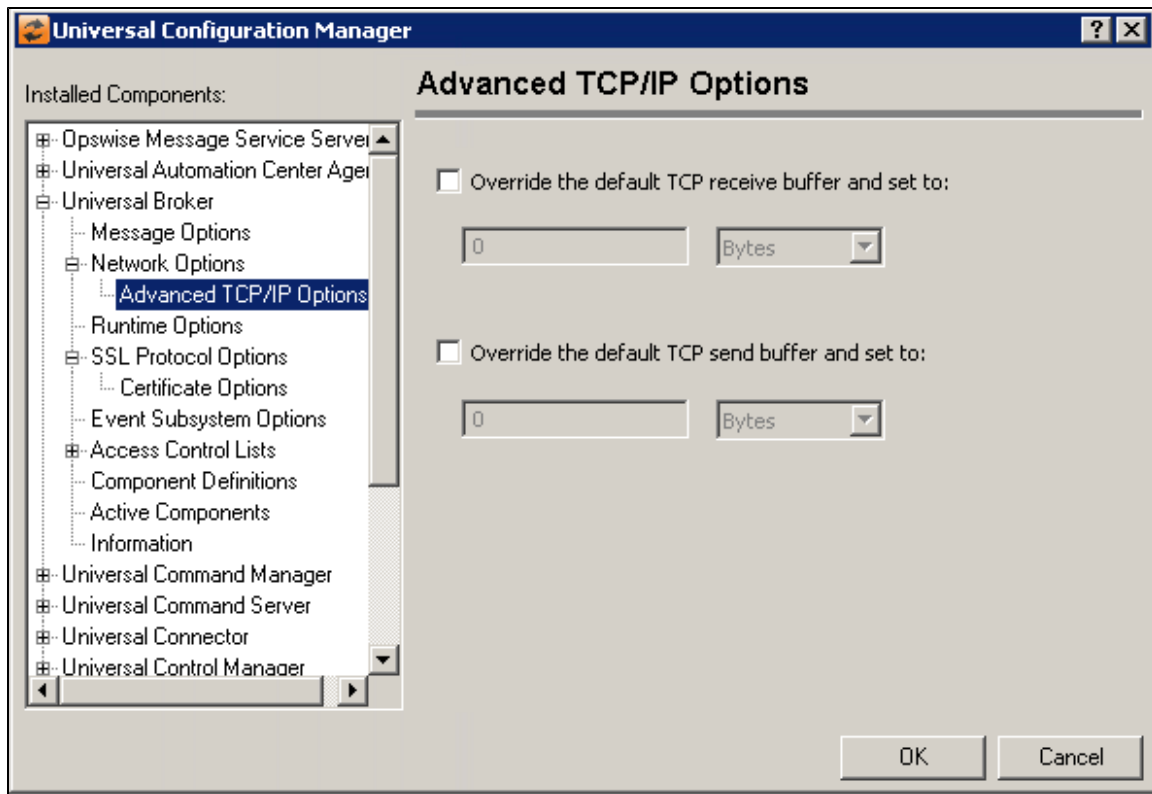 Universal Configuration Manager
Installed Components:
Opswise Message Service Server
Universal Automation Center Agen
Universal Broker
Message Options
Network Options
Advanced TCP/IP Options
Runtime Options
SSL Protocol Options
Certificate Options
Event Subsystem Options
Access Control Lists
Component Definitions
Active Components
Information
Universal Command Manager
Universal Command Server
Universal Connector
Universal Control Manager
Advanced TCP/IP Options
Override the default TCP receive buffer and set to:
0 Bytes
Override the default TCP send buffer and set to:
0 Bytes
OK Cancel